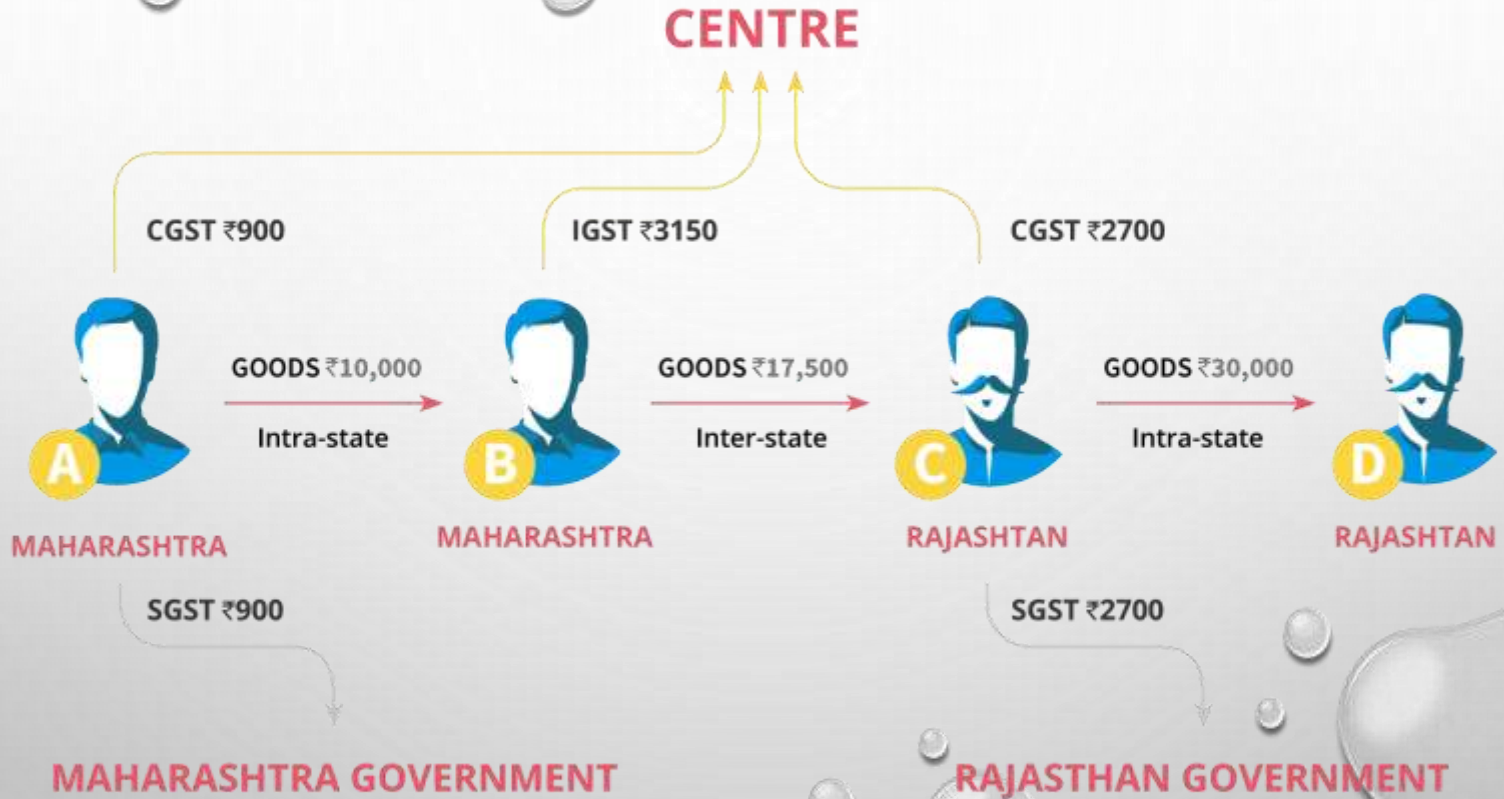 CENTRE
CGST ₹900
IGST ₹3150
CGST ₹2700
GOODS ₹10,000
GOODS ₹17,500
GOODS ₹30,000
Intra-state
Inter-state
Intra-state
A
B
C
D
MAHARASHTRA
MAHARASHTRA
RAJASHTAN
RAJASHTAN
SGST ₹900
SGST ₹2700
MAHARASHTRA GOVERNMENT
RAJASTHAN GOVERNMENT